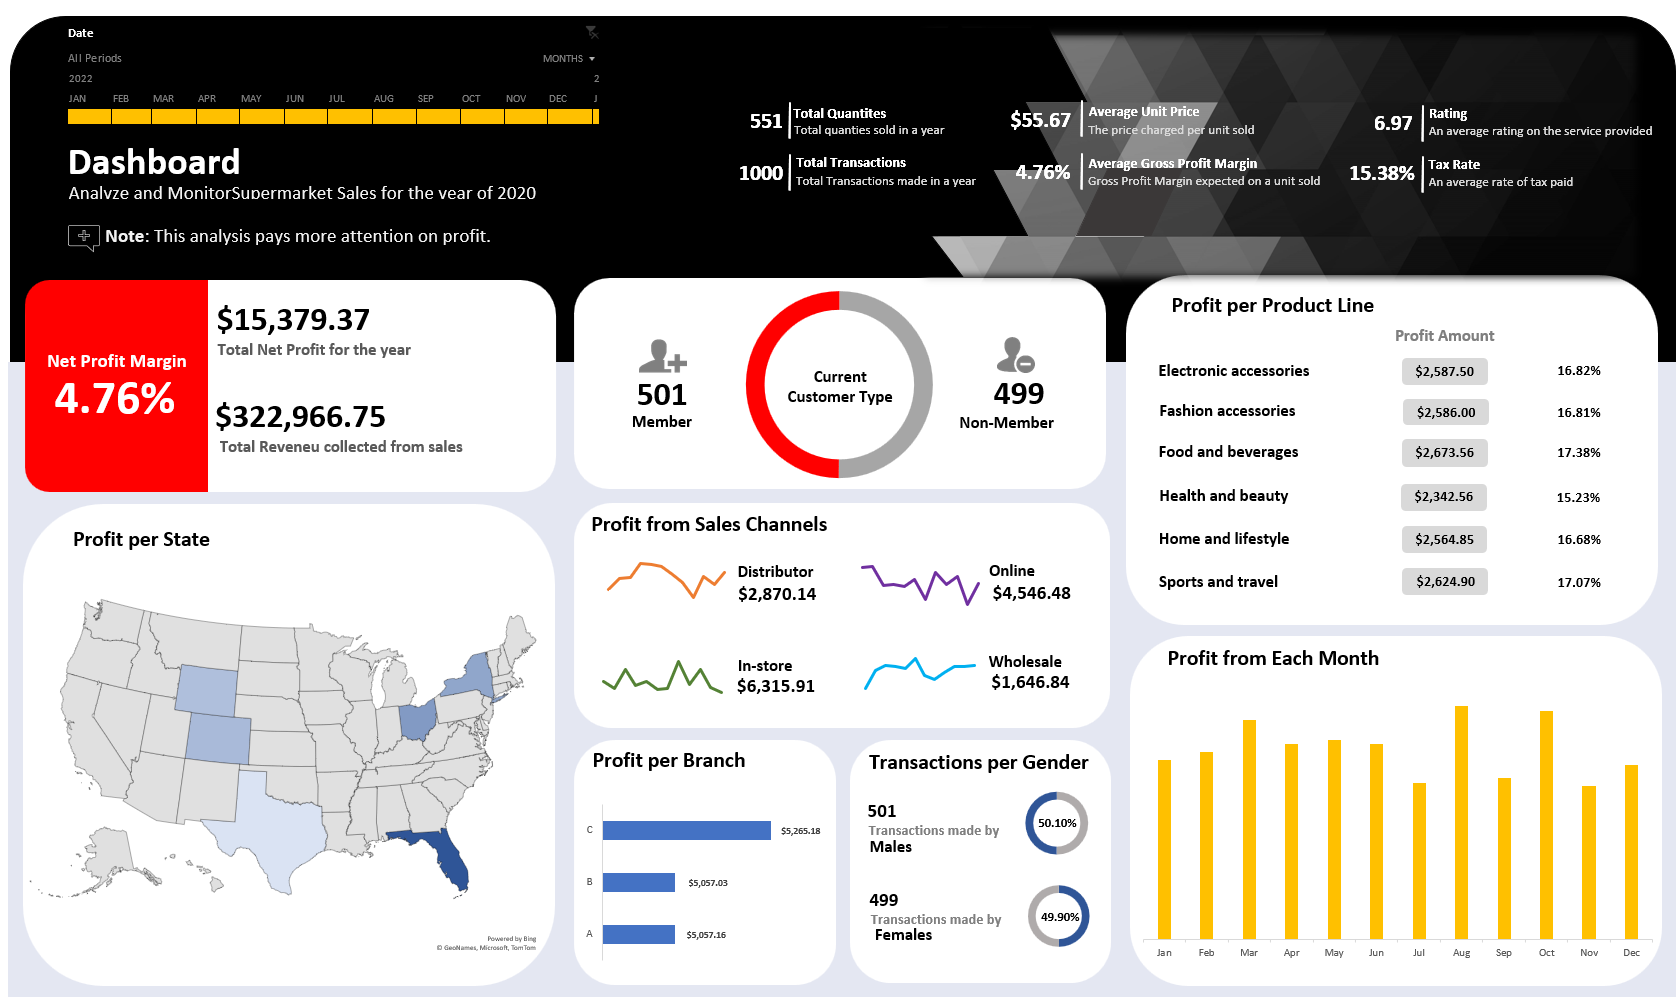 Date
All Periods
MONTHS
2022
2
JAN FEB MAR APR MAY JUN JUL AUG SEP OCT NOV DEC J
Dashboard
Analyze and MonitorSupermarket Sales for the year of 2020
Note: This analysis pays more attention on profit.
551
Total Quantites
Total quanties sold in a year
1000
Total Transactions
Total Transactions made in a year
$55.67
Average Unit Price
The price charged per unit sold
4.76%
Average Gross Profit Margin
Gross Profit Margin expected on a unit sold
6.97
Rating
An average rating on the service provided
15.38%
Tax Rate
An average rate of tax paid
Net Profit Margin
4.76%
$15,379.37
Total Net Profit for the year
$322,966.75
Total Reveneu collected from sales
501
Member
Current
Customer Type
499
Non-Member
Profit per Product Line
Profit Amount
Electronic accessories $2,587.50 16.82%
Fashion accessories $2,586.00 16.81%
Food and beverages $2,673.56 17.38%
Health and beauty $2,342.56 15.23%
Home and lifestyle $2,564.85 16.68%
Sports and travel $2,624.90 17.07%
Profit per State
Powered by Bing
© GeoNames, Microsoft, TomTom
Profit from Sales Channels
Distributor
$2,870.14
Online
$4,546.48
In-store
$6,315.91
Wholesale
$1,646.84
Profit per Branch
C $5,265.18
B $5,057.03
A $5,057.16
Transactions per Gender
501
Transactions made by
Males
50.10%
499
Transactions made by
Females
49.90%
Profit from Each Month
Jan Feb Mar Apr May Jun Jul Aug Sep Oct Nov Dec